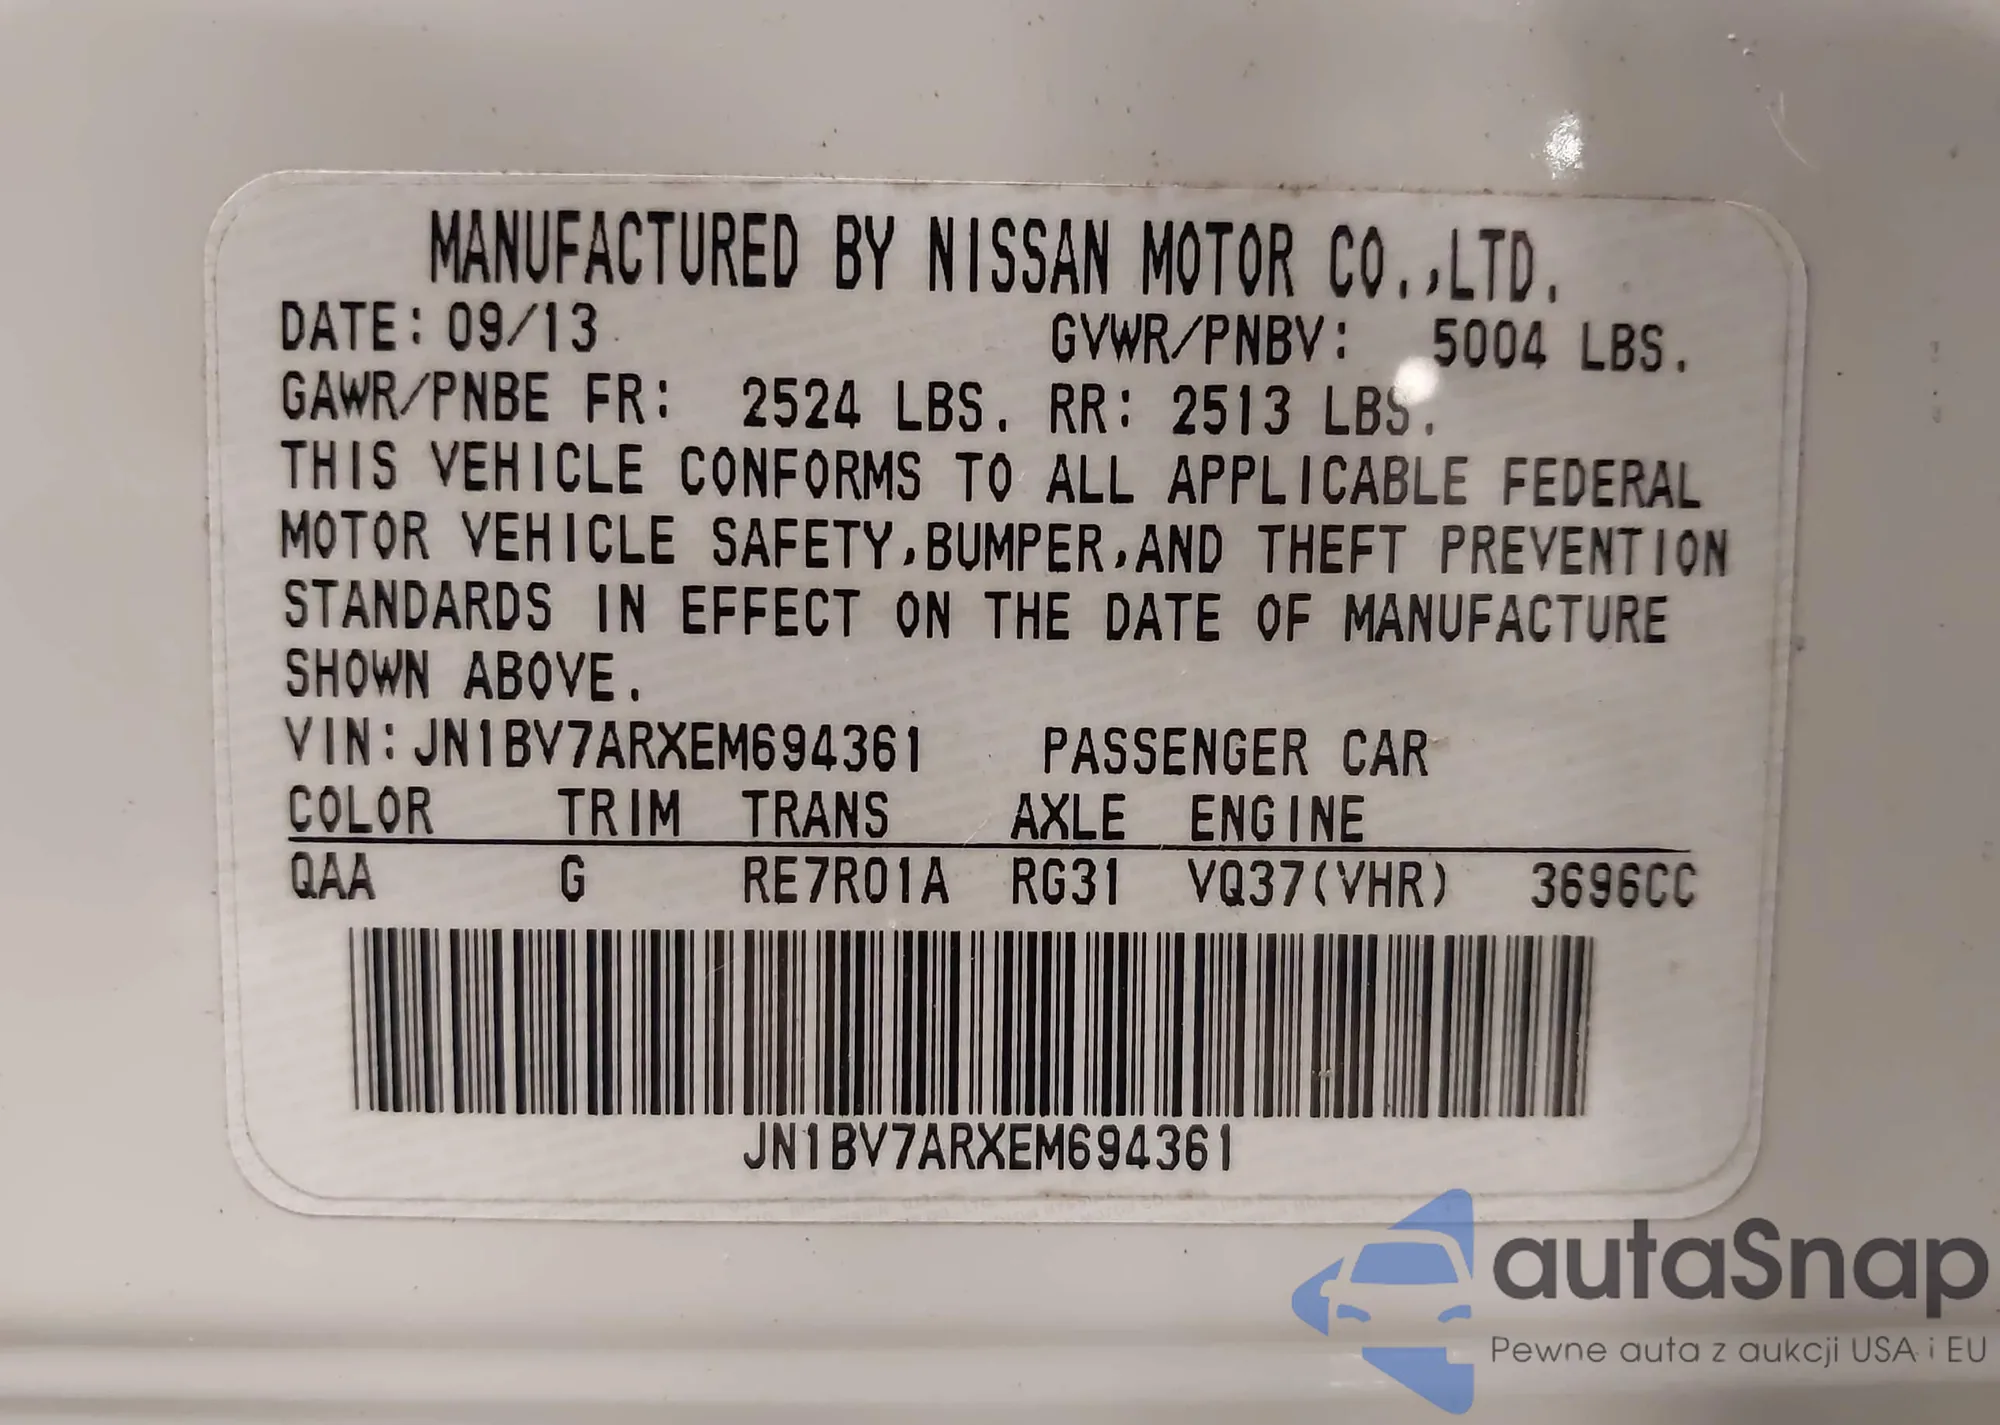 MANUFACTURED BY NISSAN MOTOR CO.,LTD.
DATE: 09/13 GVWR/PNBV: 5004 LBS.
GAWR/PNBE FR: 2524 LBS. RR: 2513 LBS.
THIS VEHICLE CONFORMS TO ALL APPLICABLE FEDERAL
MOTOR VEHICLE SAFETY,BUMPER,AND THEFT PREVENTION
STANDARDS IN EFFECT ON THE DATE OF MANUFACTURE
SHOWN ABOVE.
VIN:JN1BV7ARXEM694361 PASSENGER CAR
COLOR TRIM TRANS AXLE ENGINE
QAA G RE7R01A RG31 VQ37(VHR) 3696CC
JN1BV7ARXEM694361
autaSnap
Pewne auta z aukcji USA i EU